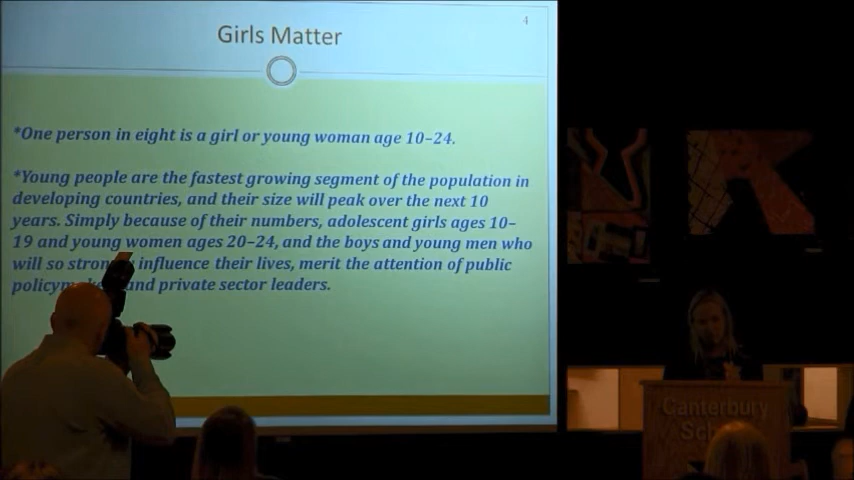 4
Girls Matter
*One person in eight is a girl or young woman age 10–24.
*Young people are the fastest growing segment of the population in
developing countries, and their size will peak over the next 10
years. Simply because of their numbers, adolescent girls ages 10–
19 and young women ages 20–24, and the boys and young men who
will so influence their lives, merit the attention of public
and private sector leaders.
Canterbury